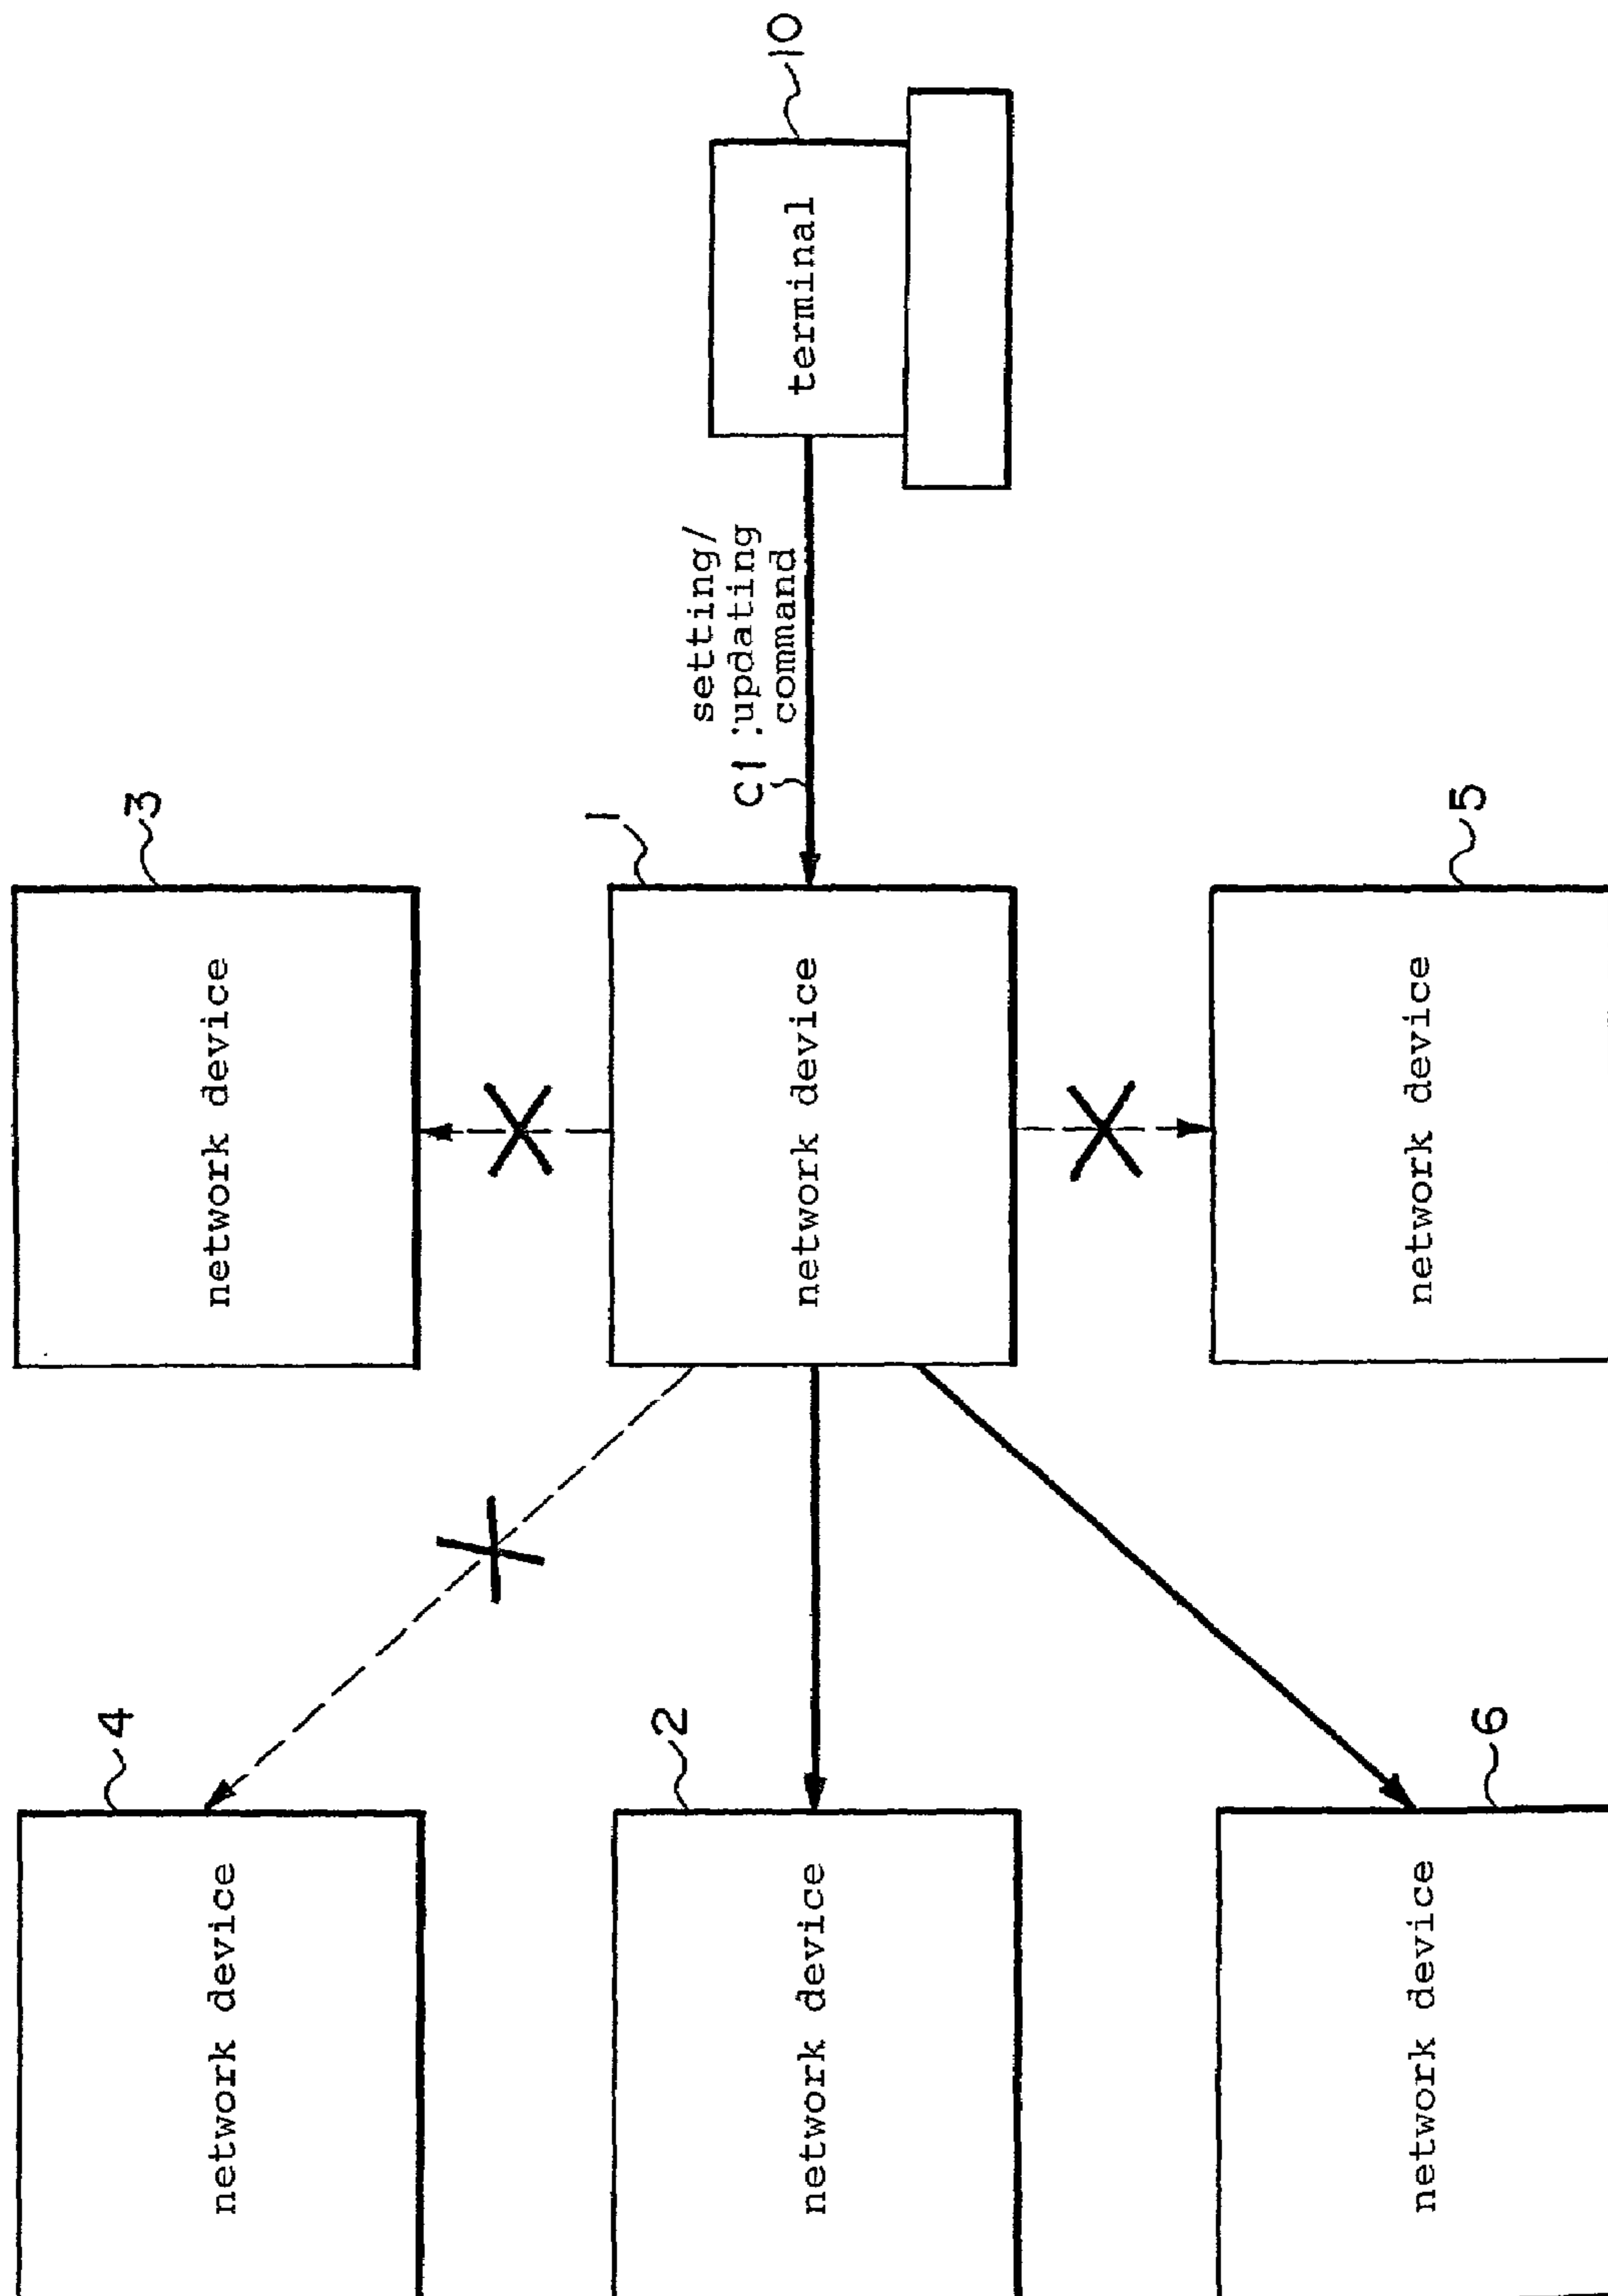 4
3
network device
network device
2
1
10
setting/
C1:updating
command
network device
network device
terminal
6
5
network device
network device